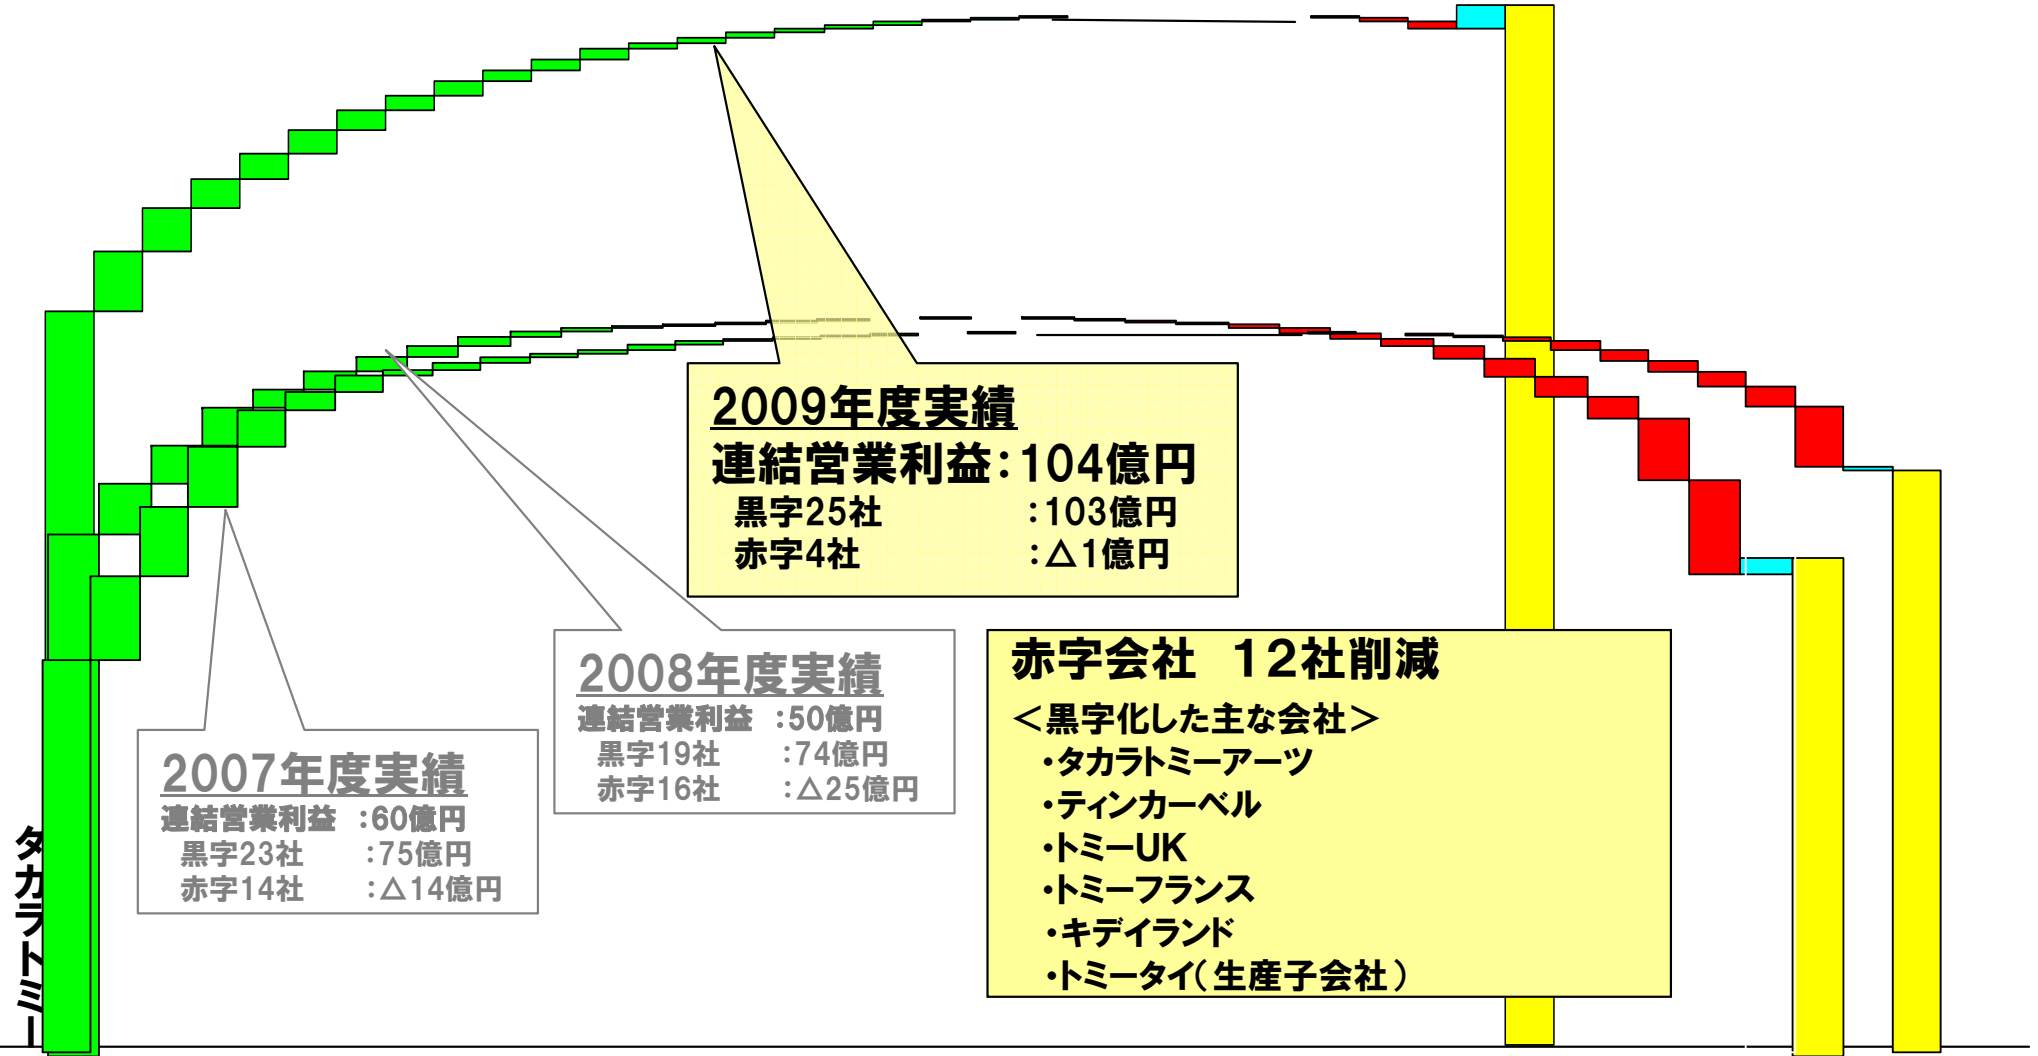 2009年度実績
連結営業利益：104億円
黒字25社　：103億円
赤字4社　：△1億円
2008年度実績
連結営業利益　：50億円
黒字19社　：74億円
赤字16社　：△25億円
2007年度実績
連結営業利益　：60億円
黒字23社　：75億円
赤字14社　：△14億円
赤字会社　12社削減
＜黒字化した主な会社＞
・タカラトミーアーツ
・ティンカーベル
・トミーUK
・トミーフランス
・キデイランド
・トミータイ（生産子会社）
タカラトミー